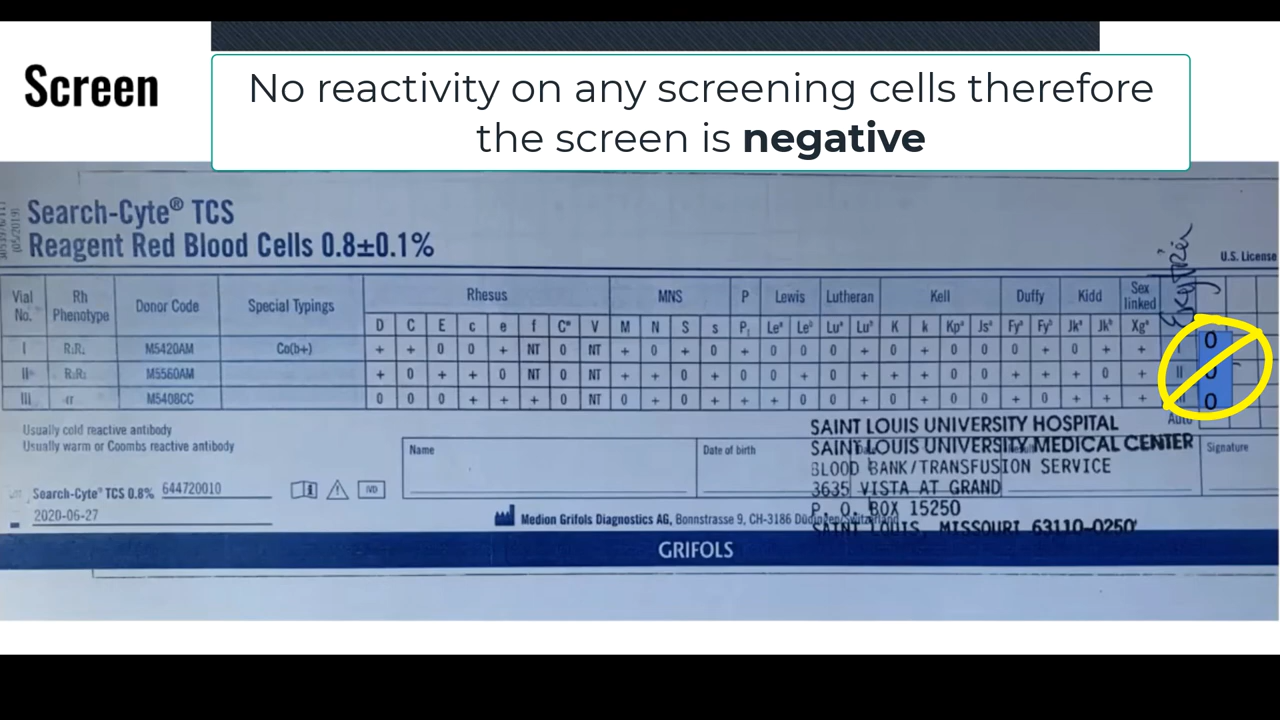 Screen
No reactivity on any screening cells therefore
the screen is negative
Search-Cyte® TCS
Reagent Red Blood Cells 0.8±0.1%
U.S. License
Vial No. Rh Phenotype Donor Code Special Typings Rhesus MNS P Lewis Lutheran Kell Duffy Kidd Sex linked
D C E c e f Cʷ V M N S s P₁ Leᵃ Leᵇ Luᵃ Luᵇ K k Kpᵃ Jsᵃ Fyᵃ Fyᵇ Jkᵃ Jkᵇ Xgᵃ
I R₁R₁ M5420AM Co(b+) + + 0 0 + NT 0 NT + 0 + 0 + 0 0 0 + 0 + 0 0 0 + 0 + + I 0
II R₂R₂ M5560AM + 0 + + 0 NT 0 NT + + 0 + + 0 + 0 + + + 0 0 + + + 0 + II 0
III rr M5408CC 0 0 0 + + + 0 NT 0 + 0 + + 0 0 + + + + + 0
Auto
Usually cold reactive antibody
Usually warm or Coombs reactive antibody
Name
Date of birth
Signature
SAINT LOUIS UNIVERSITY HOSPITAL
SAINT LOUIS UNIVERSITY MEDICAL CENTER
BLOOD BANK/TRANSFUSION SERVICE
3635 VISTA AT GRAND
P. O. BOX 15250
SAINT LOUIS, MISSOURI 63110-0250
Search-Cyte® TCS 0.8% 644720010
IVD
2020-06-27
Medion Grifols Diagnostics AG, Bonnstrasse 9, CH-3186 Düdingen/Switzerland
GRIFOLS